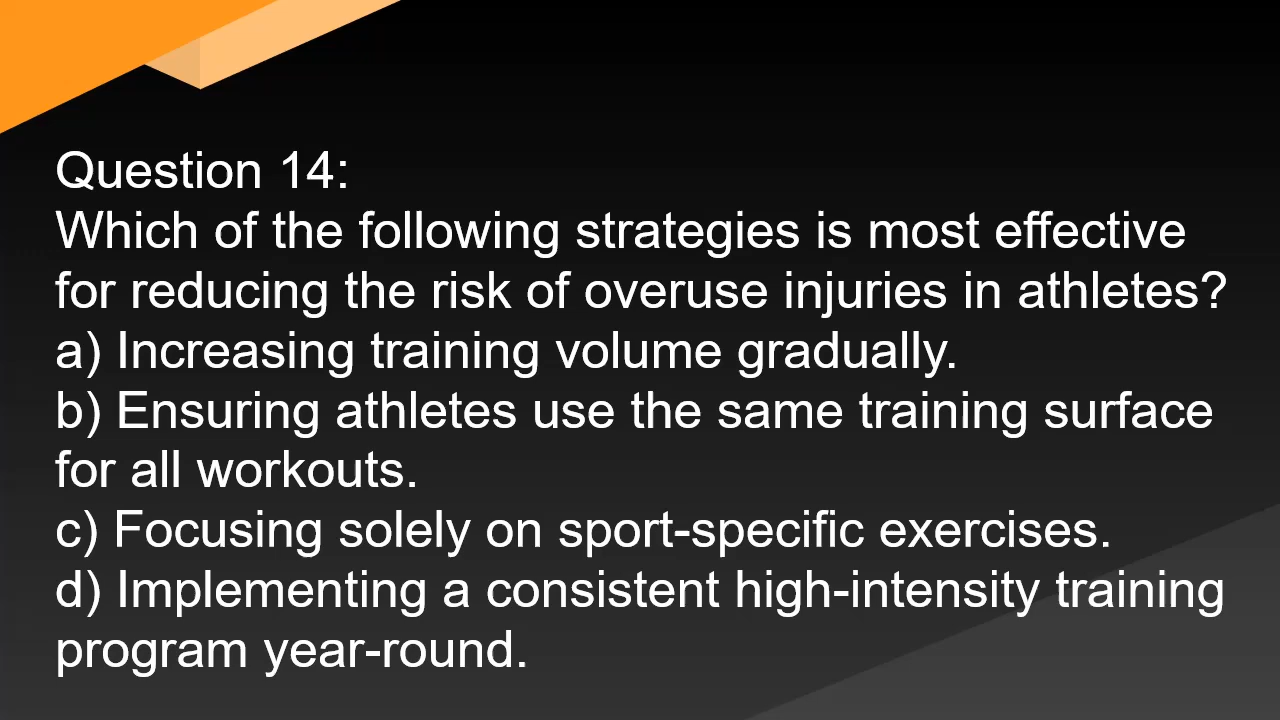 Question 14:
Which of the following strategies is most effective
for reducing the risk of overuse injuries in athletes?
a) Increasing training volume gradually.
b) Ensuring athletes use the same training surface
for all workouts.
c) Focusing solely on sport-specific exercises.
d) Implementing a consistent high-intensity training
program year-round.